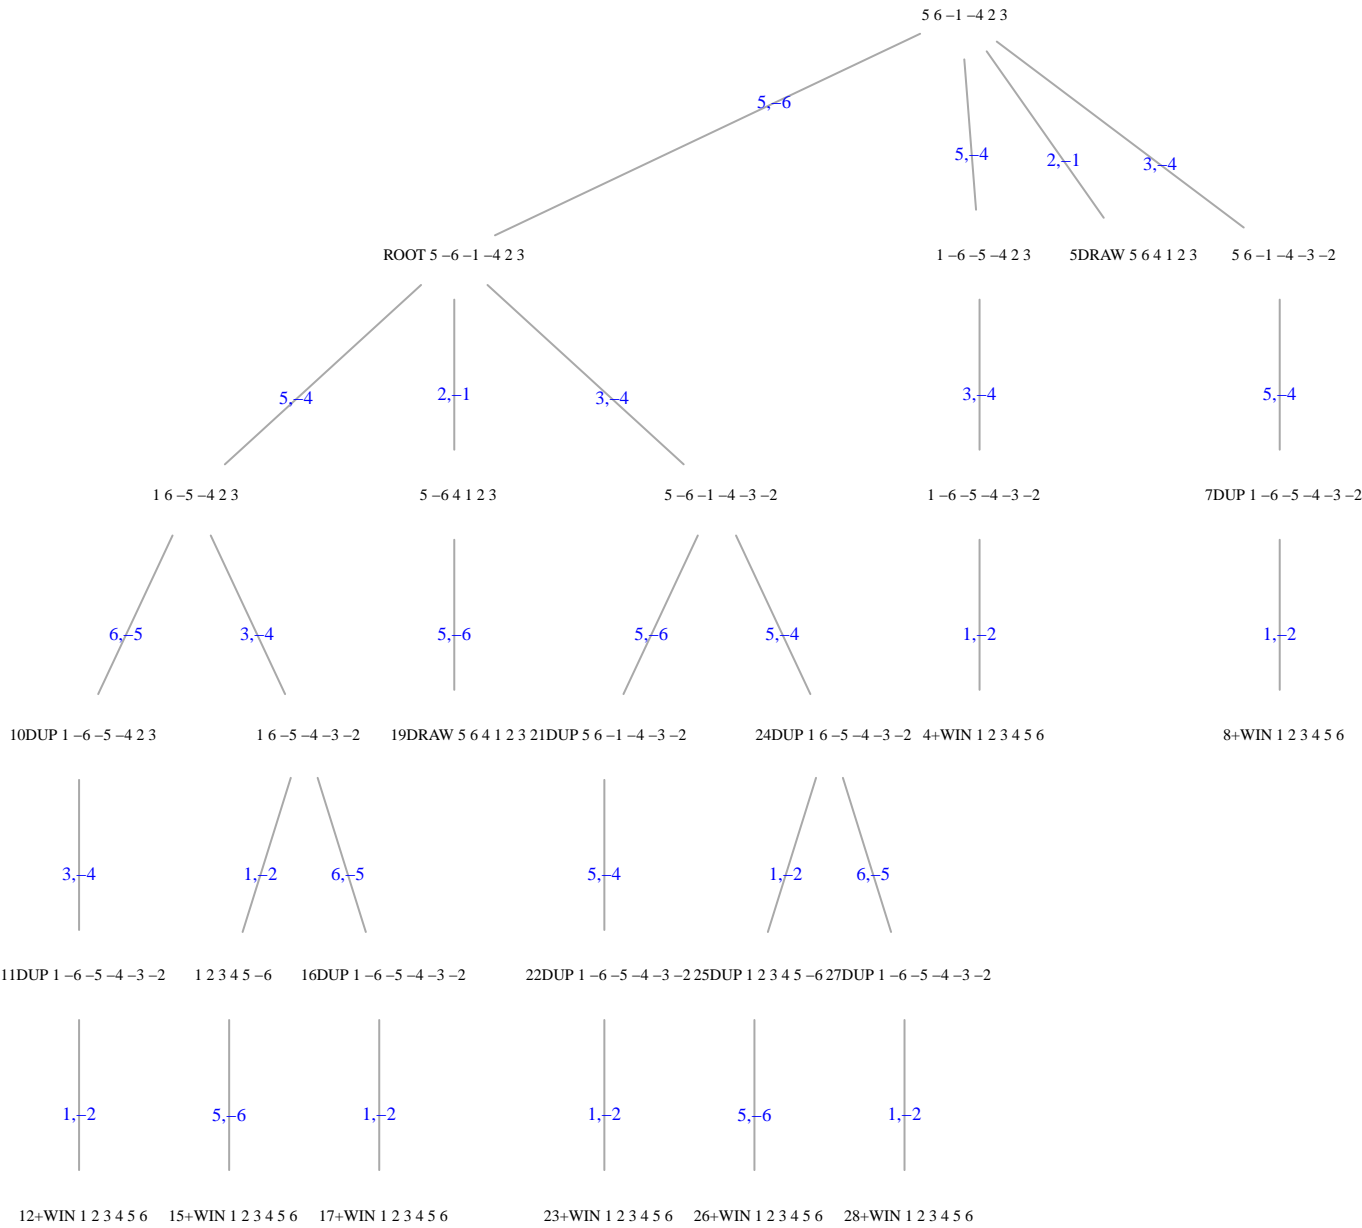 5 6 −1 −4 2 3
5,−6
5,−4
2,−1
3,−4
ROOT 5 −6 −1 −4 2 3
1 −6 −5 −4 2 3
5DRAW 5 6 4 1 2 3
5 6 −1 −4 −3 −2
5,−4
2,−1
3,−4
3,−4
5,−4
1 6 −5 −4 2 3
5 −6 4 1 2 3
5 −6 −1 −4 −3 −2
1 −6 −5 −4 −3 −2
7DUP 1 −6 −5 −4 −3 −2
6,−5
3,−4
5,−6
5,−6
5,−4
1,−2
1,−2
10DUP 1 −6 −5 −4 2 3
1 6 −5 −4 −3 −2
19DRAW 5 6 4 1 2 3
21DUP 5 6 −1 −4 −3 −2
24DUP 1 6 −5 −4 −3 −2
4+WIN 1 2 3 4 5 6
8+WIN 1 2 3 4 5 6
3,−4
1,−2
6,−5
5,−4
1,−2
6,−5
11DUP 1 −6 −5 −4 −3 −2
1 2 3 4 5 −6
16DUP 1 −6 −5 −4 −3 −2
22DUP 1 −6 −5 −4 −3 −2
25DUP 1 2 3 4 5 −6
27DUP 1 −6 −5 −4 −3 −2
1,−2
5,−6
1,−2
1,−2
5,−6
1,−2
12+WIN 1 2 3 4 5 6
15+WIN 1 2 3 4 5 6
17+WIN 1 2 3 4 5 6
23+WIN 1 2 3 4 5 6
26+WIN 1 2 3 4 5 6
28+WIN 1 2 3 4 5 6